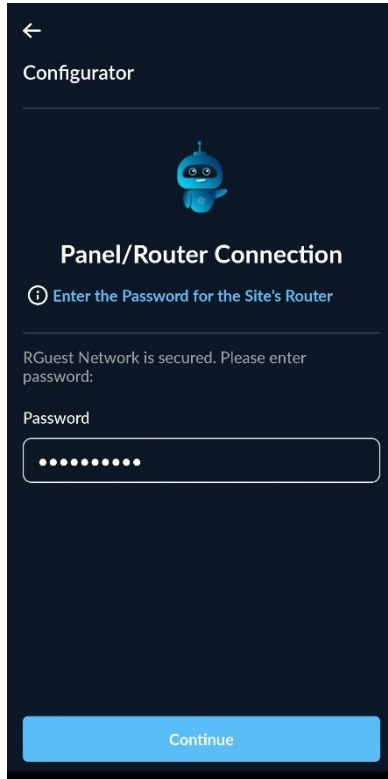 Configurator
Panel/Router Connection
Enter the Password for the Site's Router
RGuest Network is secured. Please enter
password:
Password
••••••••••
Continue